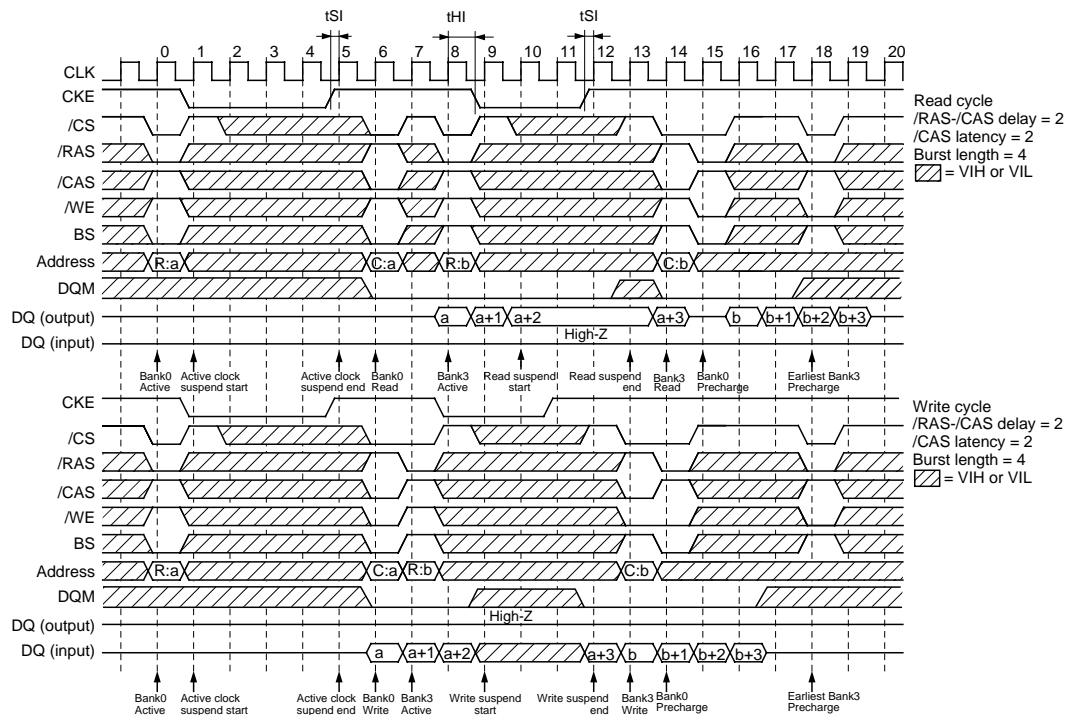 tSI tHI tSI
0 1 2 3 4 5 6 7 8 9 10 11 12 13 14 15 16 17 18 19 20
CLK
CKE
/CS
/RAS
/CAS
/WE
BS
Address R:a C:a R:b C:b
DQM
DQ (output) a a+1 a+2 a+3 b b+1 b+2 b+3
High-Z
DQ (input)
Bank0 Active
Active clock suspend start
Active clock suspend end
Bank0 Read
Bank3 Active
Read suspend start
Read suspend end
Bank3 Read
Bank0 Precharge
Earliest Bank3 Precharge
Read cycle
/RAS-/CAS delay = 2
/CAS latency = 2
Burst length = 4
= VIH or VIL
CKE
/CS
/RAS
/CAS
/WE
BS
Address R:a C:a R:b C:b
DQM
High-Z
DQ (output)
DQ (input) a a+1 a+2 a+3 b b+1 b+2 b+3
Bank0 Active
Active clock suspend start
Active clock supend end
Bank0 Write
Bank3 Active
Write suspend start
Write suspend end
Bank3 Write
Bank0 Precharge
Earliest Bank3 Precharge
Write cycle
/RAS-/CAS delay = 2
/CAS latency = 2
Burst length = 4
= VIH or VIL